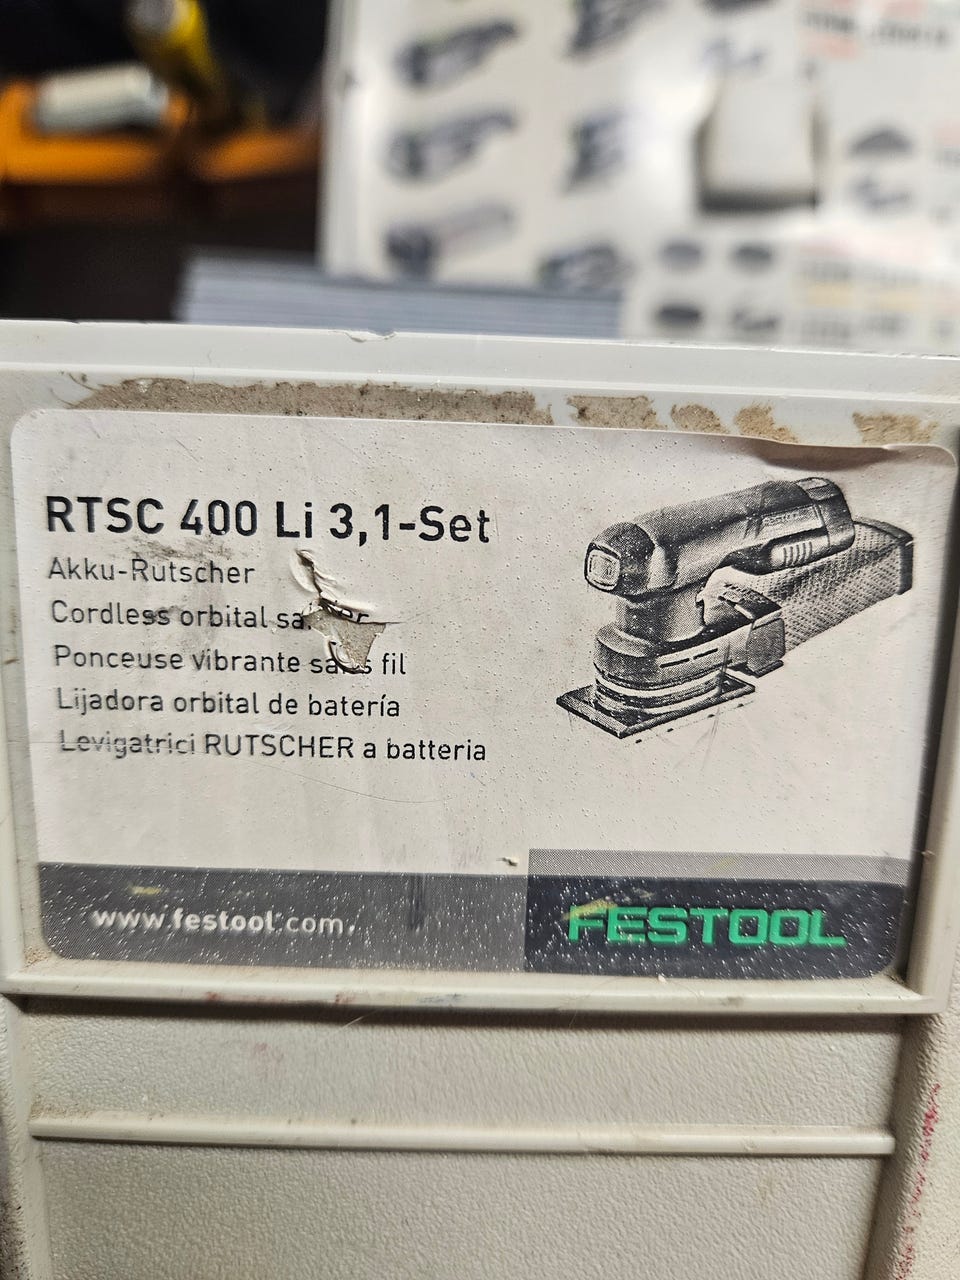 RTSC 400 Li 3,1-Set
Akku-Rutscher
Cordless orbital
Ponceuse vibrante sans fil
Lijadora orbital de batería
Levigatrici RUTSCHER a batteria
www.festool.com
FESTOOL